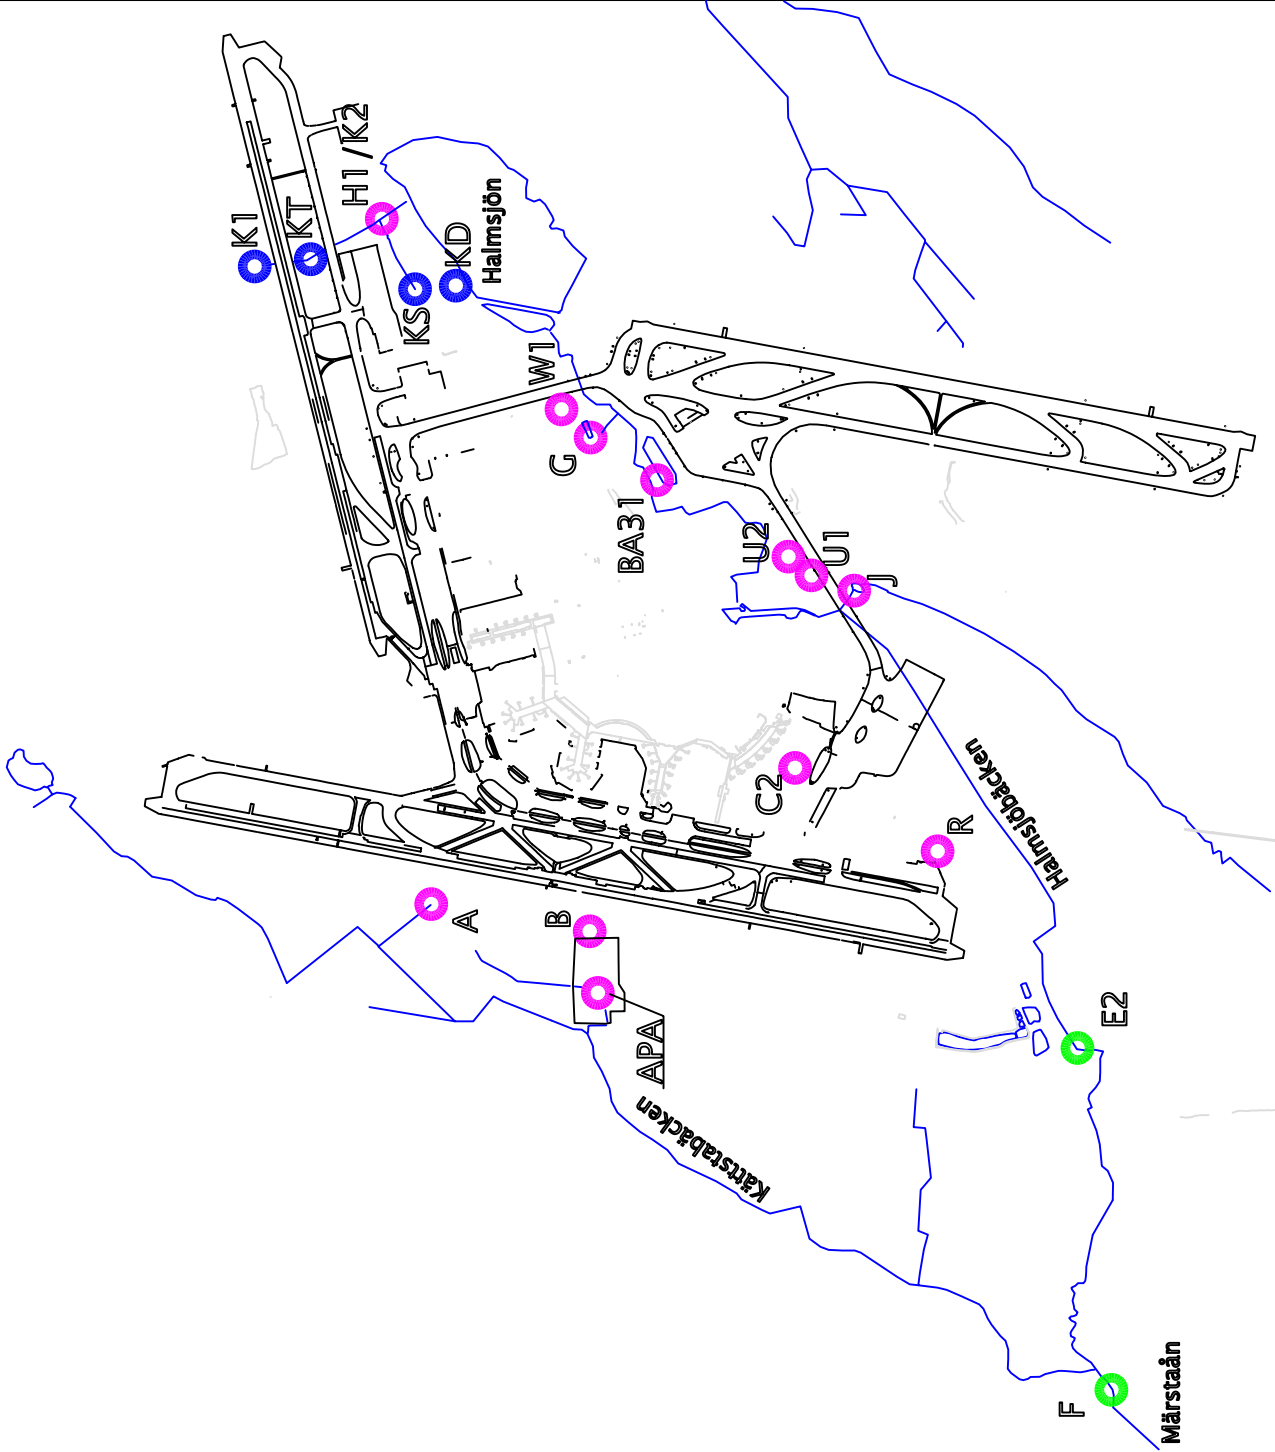 K1
KT
H1 / K2
KD
Halmsjön
KS
W1
G
BA31
U2
U1
J
C2
R
Halmsjöbäcken
A
B
APA
E2
Kättstabäcken
F
Märstaån